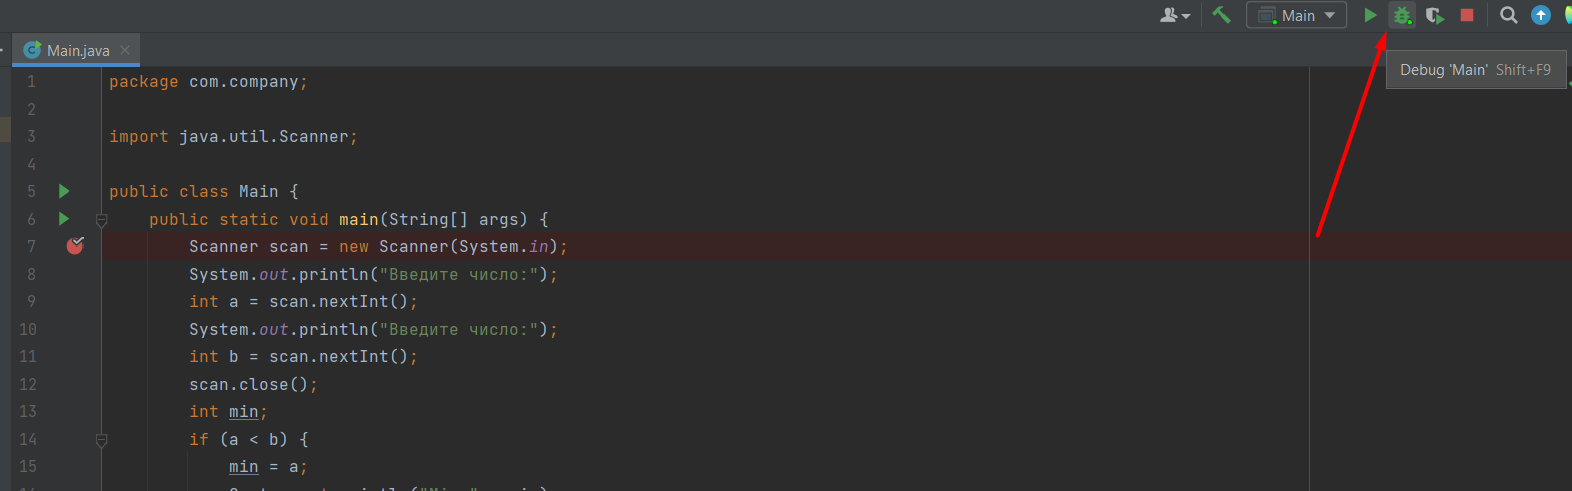 Main
Main.java
Debug 'Main' Shift+F9
1 package com.company;
2
3 import java.util.Scanner;
4
5 public class Main {
6 public static void main(String[] args) {
7 Scanner scan = new Scanner(System.in);
8 System.out.println("Введите число:");
9 int a = scan.nextInt();
10 System.out.println("Введите число:");
11 int b = scan.nextInt();
12 scan.close();
13 int min;
14 if (a < b) {
15 min = a;